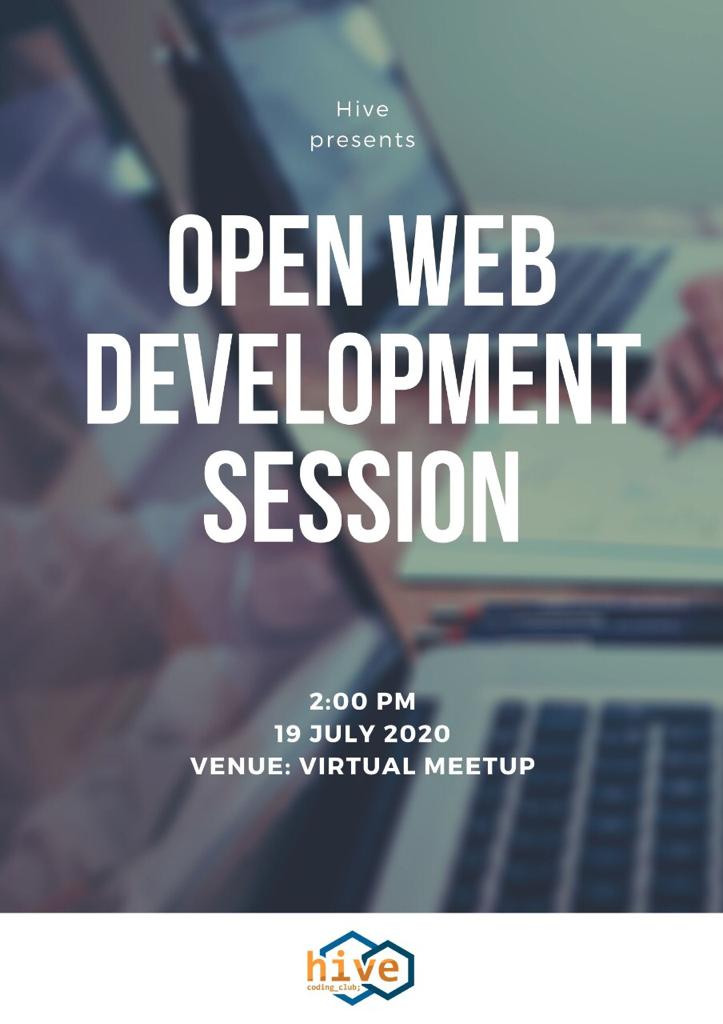 Hive
presents
OPEN WEB
DEVELOPMENT
SESSION
2:00 PM
19 JULY 2020
VENUE: VIRTUAL MEETUP
hive
coding_club;